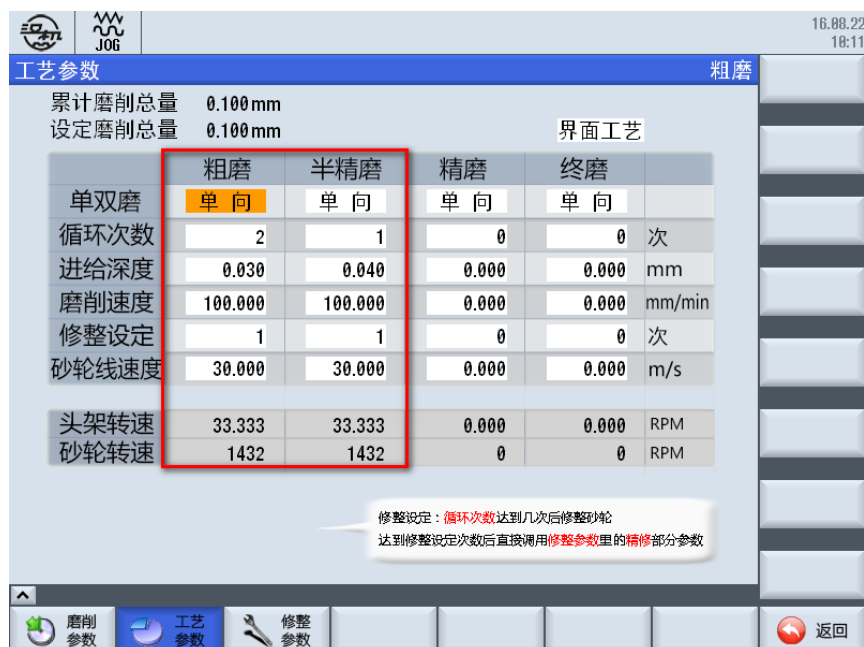 汉机
JOG
16.08.22
10:11
工艺参数 粗磨
累计磨削总量 0.100mm
设定磨削总量 0.100mm
界面工艺
粗磨 半精磨 精磨 终磨
单双磨 单向 单向 单向 单向
循环次数 2 1 0 0 次
进给深度 0.030 0.040 0.000 0.000 mm
磨削速度 100.000 100.000 0.000 0.000 mm/min
修整设定 1 1 0 0 次
砂轮线速度 30.000 30.000 0.000 0.000 m/s
头架转速 33.333 33.333 0.000 0.000 RPM
砂轮转速 1432 1432 0 0 RPM
修整设定：循环次数达到几次后修整砂轮
达到修整设定次数后直接调用修整参数里的精修部分参数
磨削参数 工艺参数 修整参数 返回